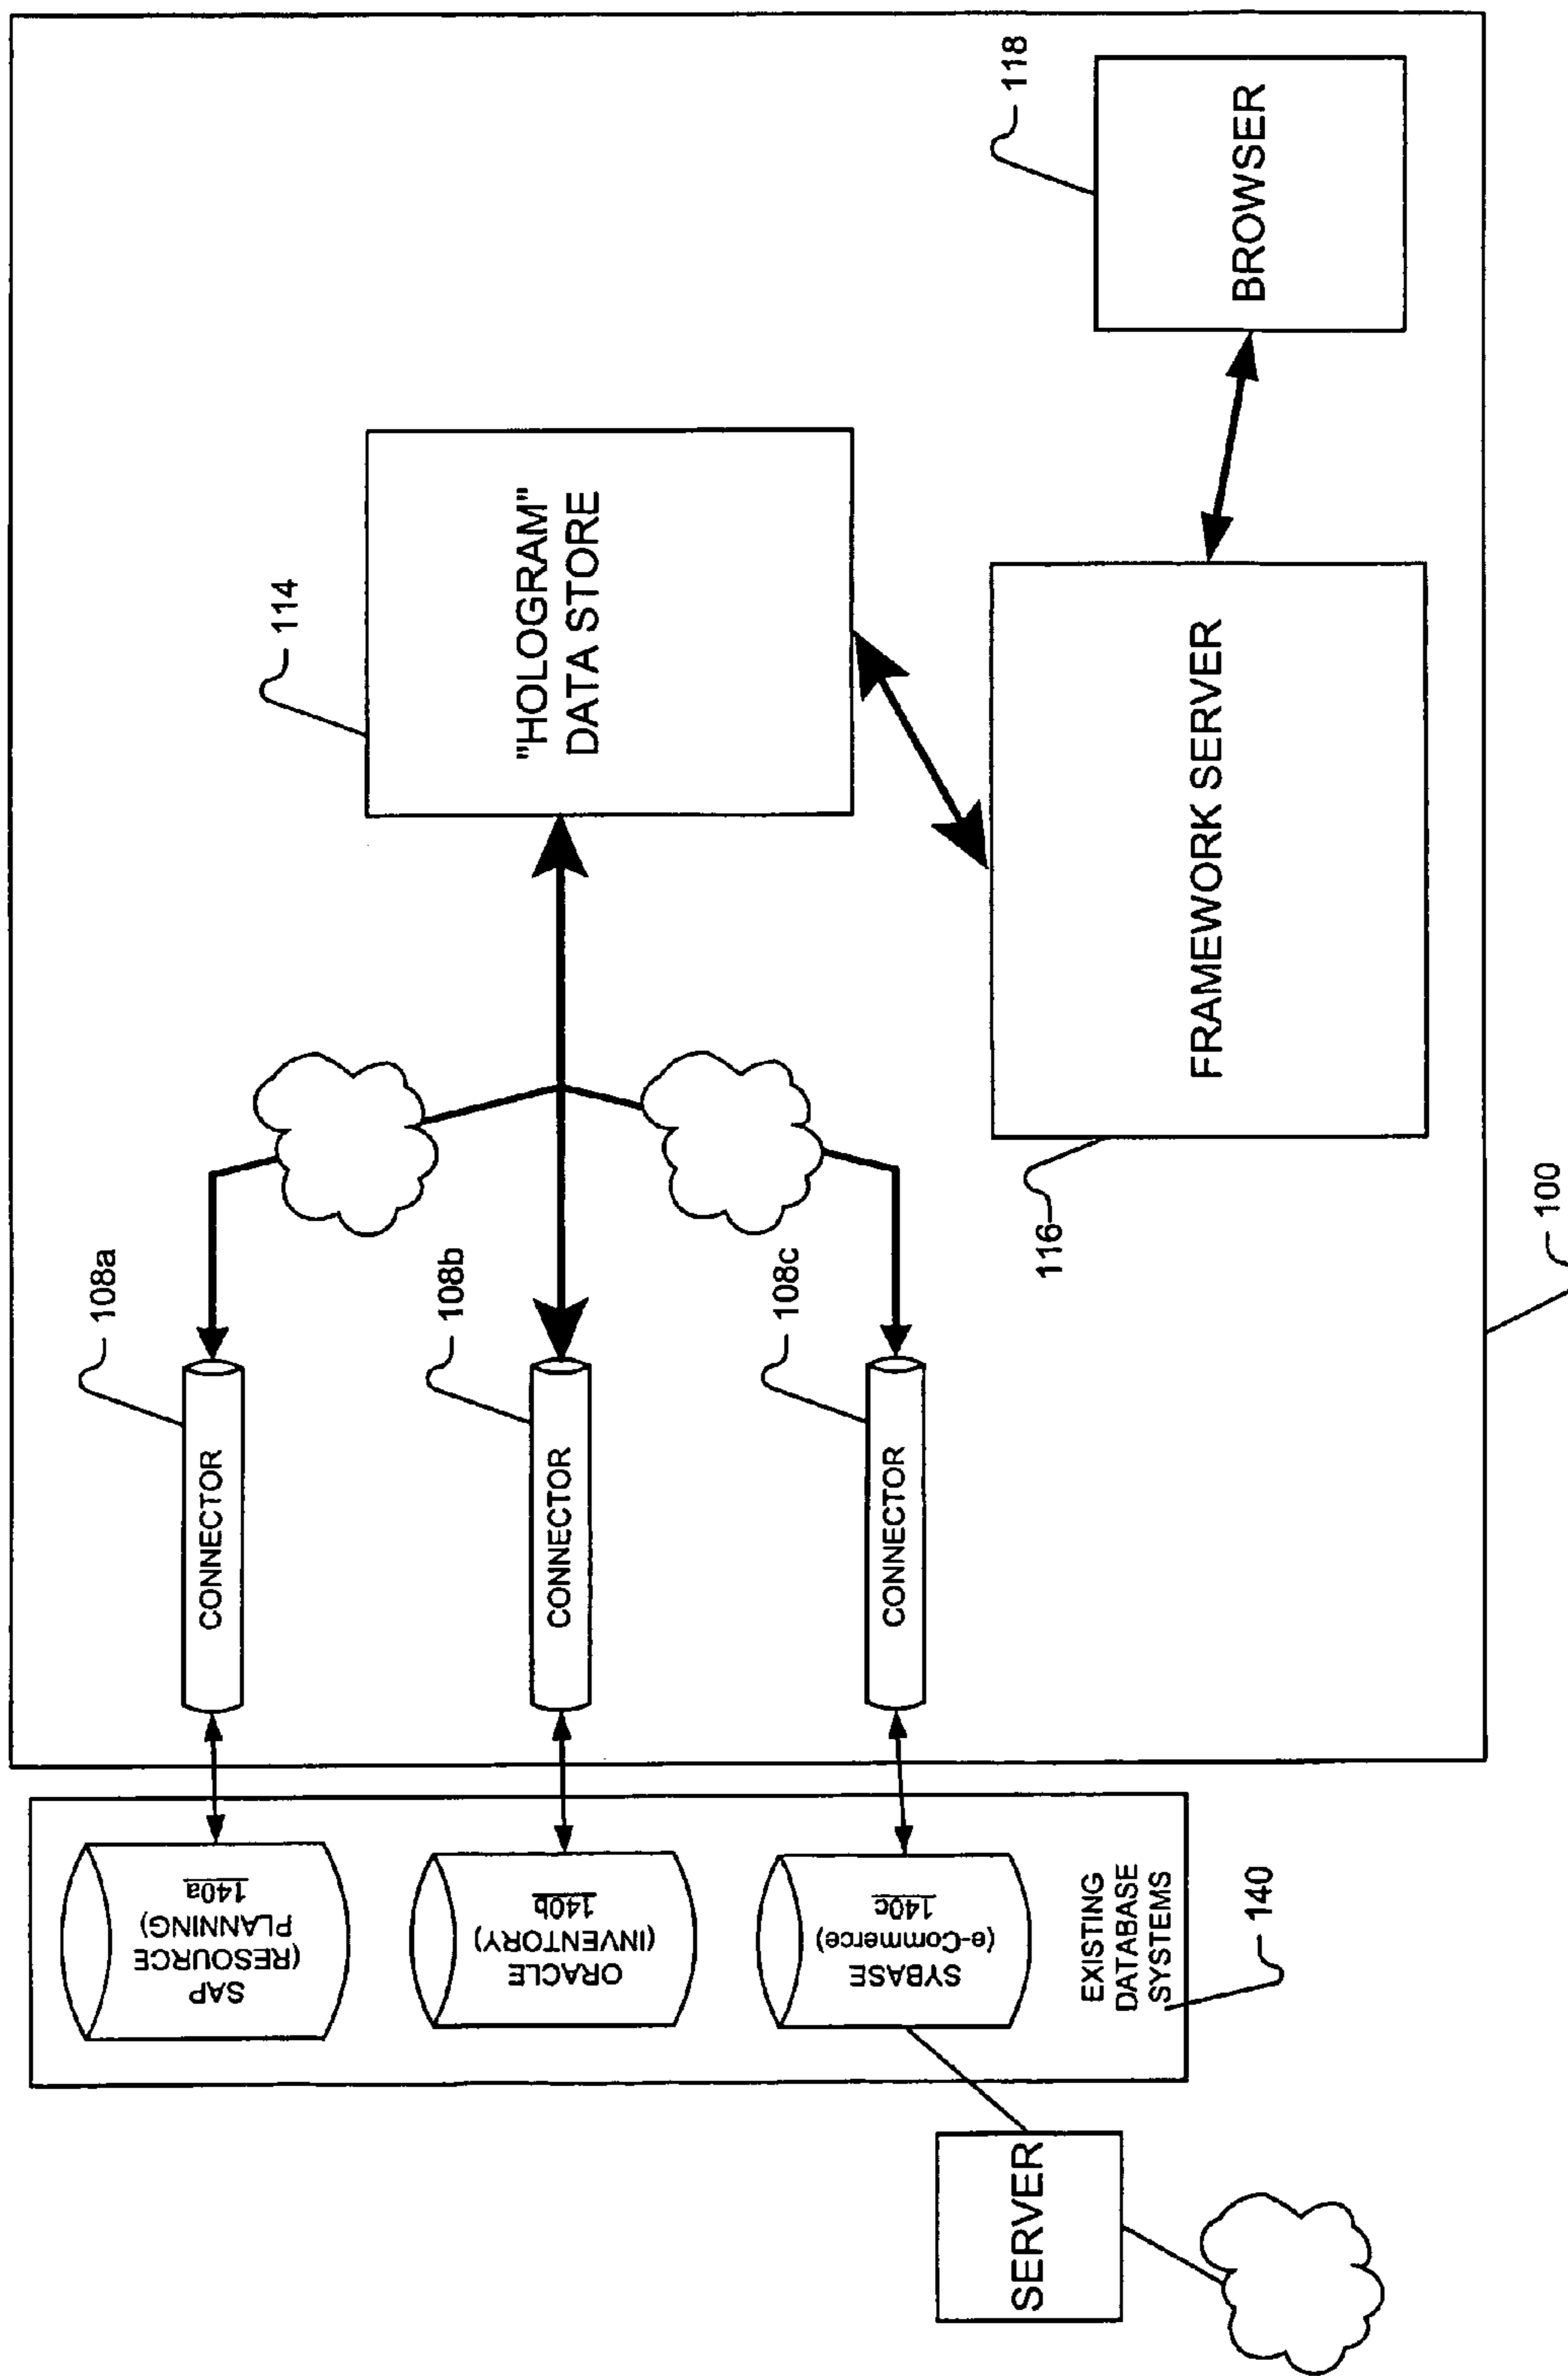 SAP
(RESOURCE
PLANNING)
140a
ORACLE
(INVENTORY)
140b
SYBASE
(e-Commerce)
140c
EXISTING
DATABASE
SYSTEMS
140
SERVER
CONNECTOR
108a
CONNECTOR
108b
CONNECTOR
108c
"HOLOGRAM"
DATA STORE
114
FRAMEWORK SERVER
116
BROWSER
118
100